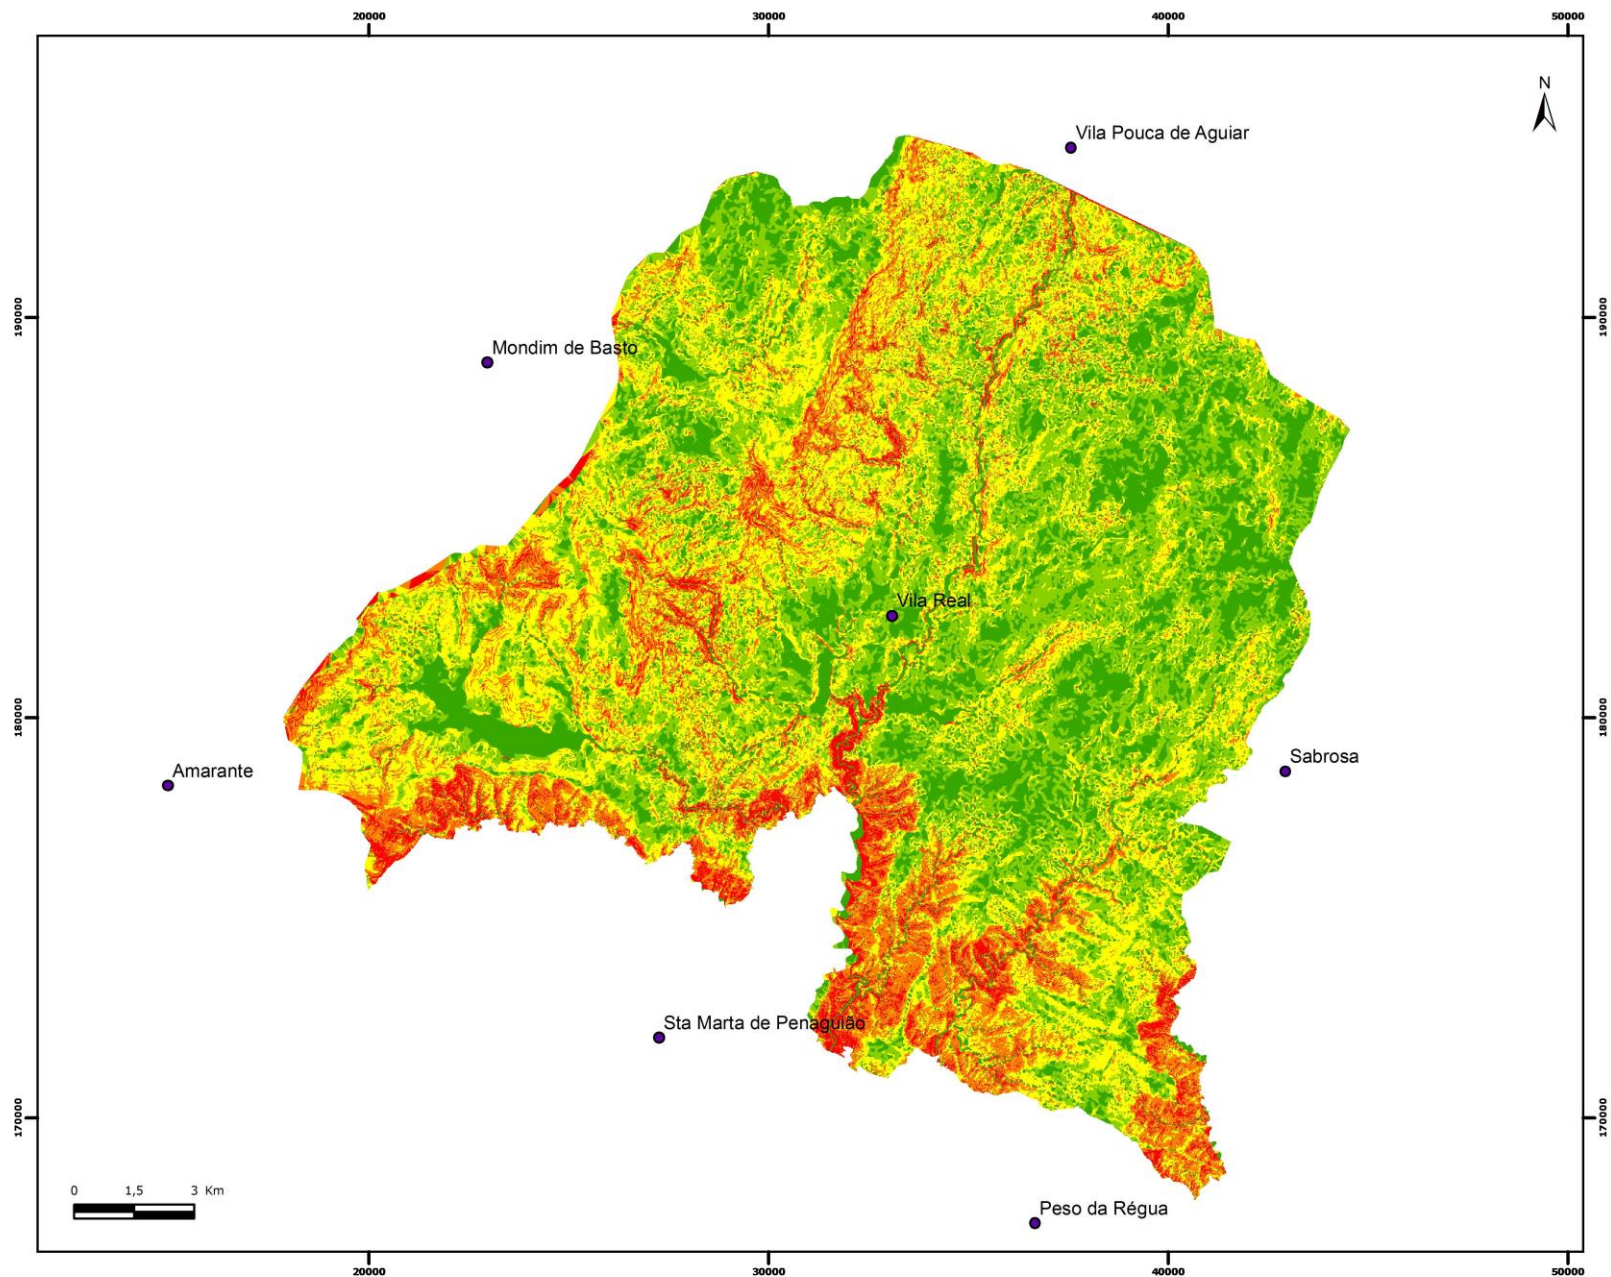 20000 30000 40000 50000
N
Vila Pouca de Aguiar
190000 190000
Mondim de Basto
Vila Real
180000 180000
Sabrosa
Amarante
Sta Marta de Penaguião
170000 170000
0 1,5 3 Km
Peso da Régua
20000 30000 40000 50000